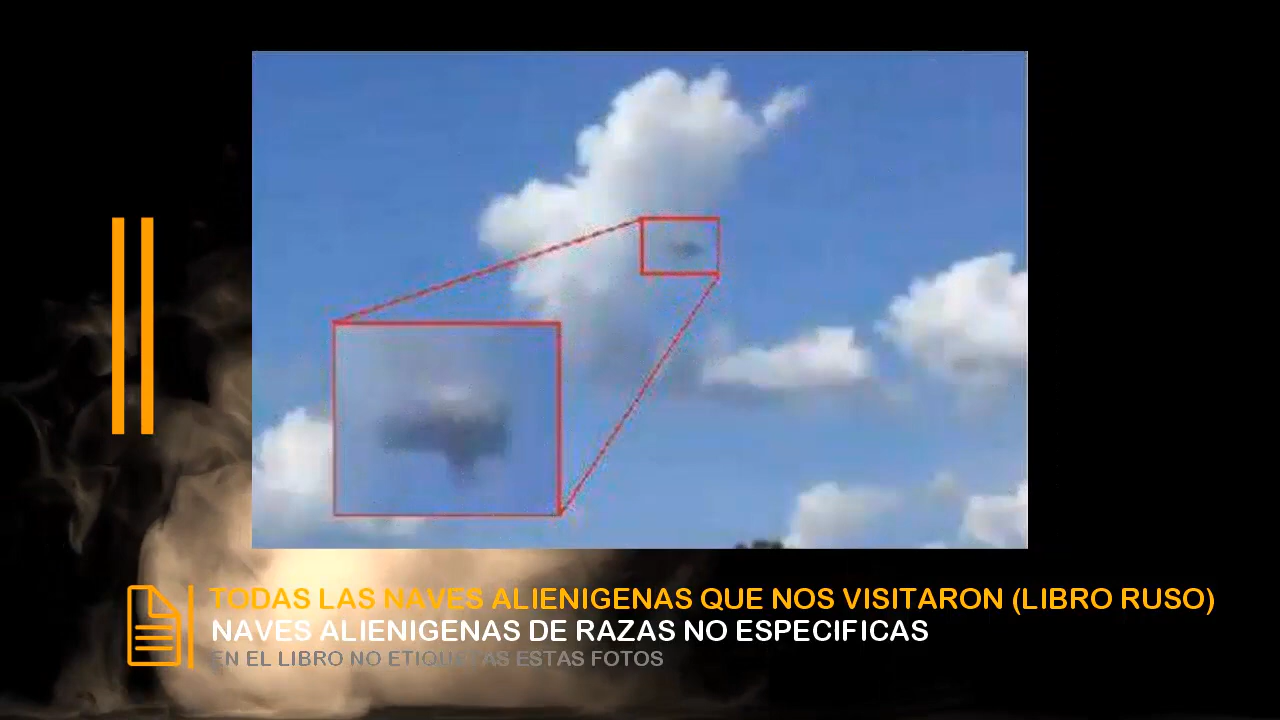 TODAS LAS NAVES ALIENIGENAS QUE NOS VISITARON (LIBRO RUSO)
NAVES ALIENIGENAS DE RAZAS NO ESPECIFICAS
EN EL LIBRO NO ETIQUETAS ESTAS FOTOS